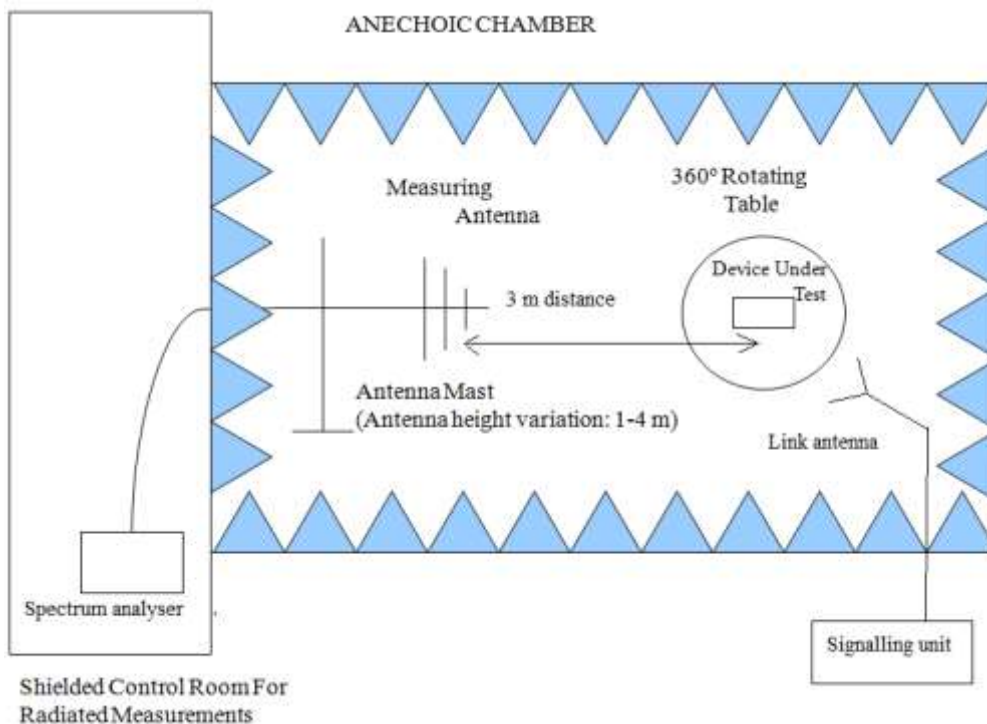 ANECHOIC CHAMBER
Measuring
Antenna
360° Rotating
Table
Device Under
Test
3 m distance
Antenna Mast
(Antenna height variation: 1-4 m)
Link antenna
Spectrum analyser
Signalling unit
Shielded Control Room For
Radiated Measurements